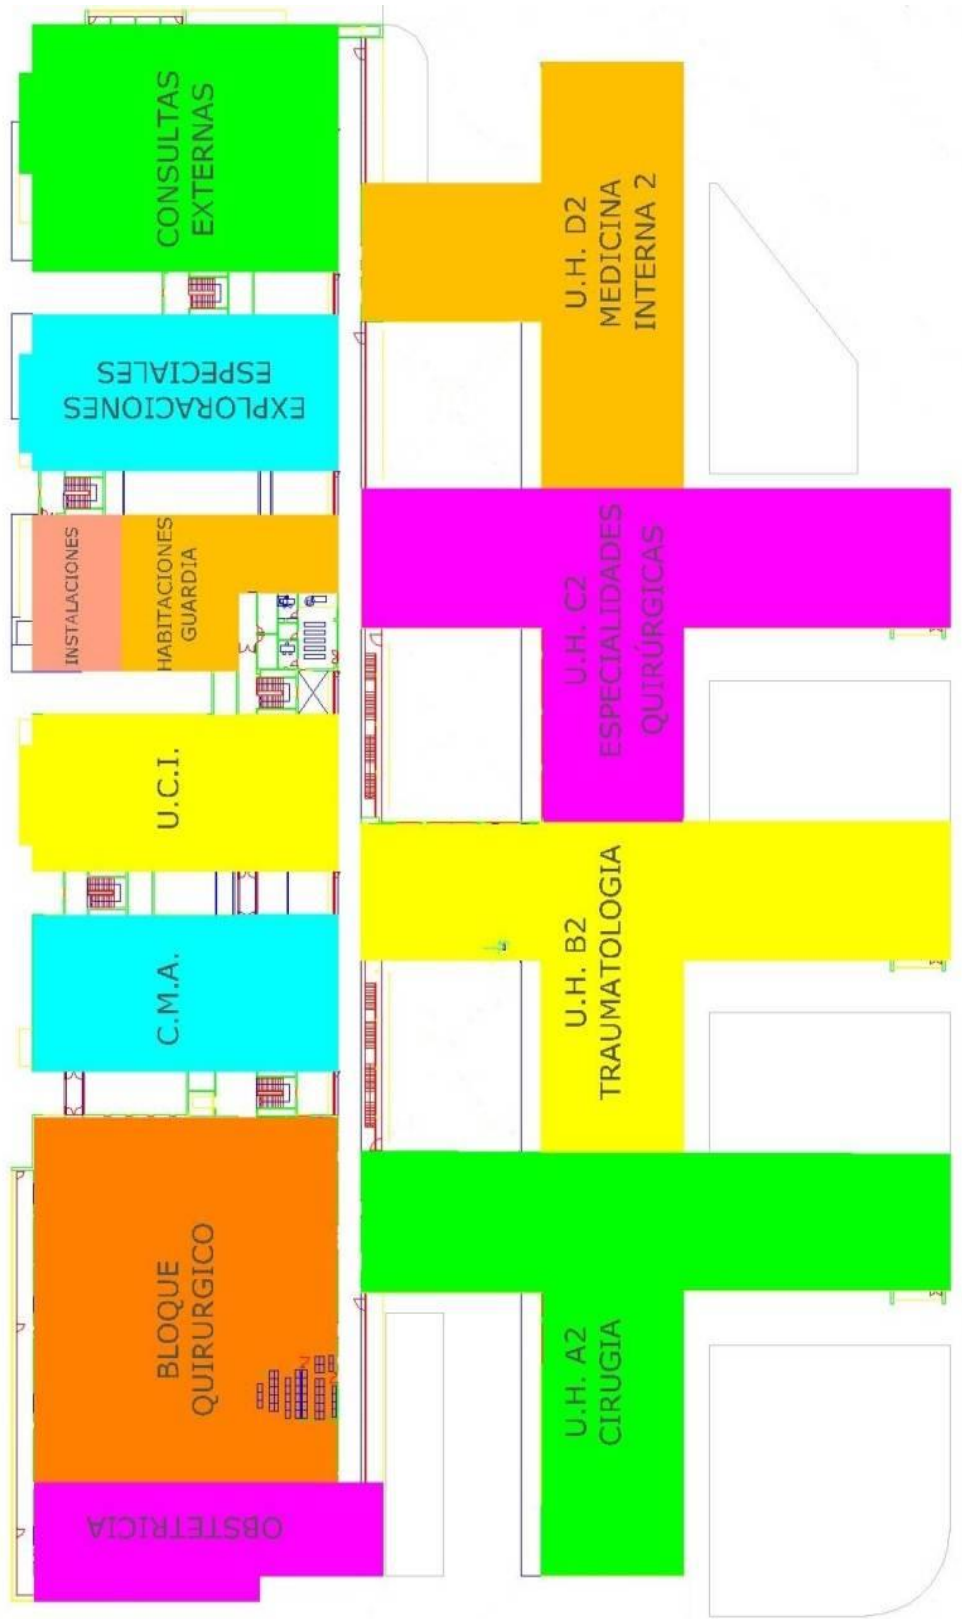 CONSULTAS
EXTERNAS
EXPLORACIONES
ESPECIALES
INSTALACIONES
HABITACIONES
GUARDIA
U.C.I.
C.M.A.
BLOQUE
QUIRURGICO
OBSTETRICIA
U.H. D2
MEDICINA
INTERNA 2
U.H. C2
ESPECIALIDADES
QUIRÚRGICAS
U.H. B2
TRAUMATOLOGIA
U.H. A2
CIRUGIA